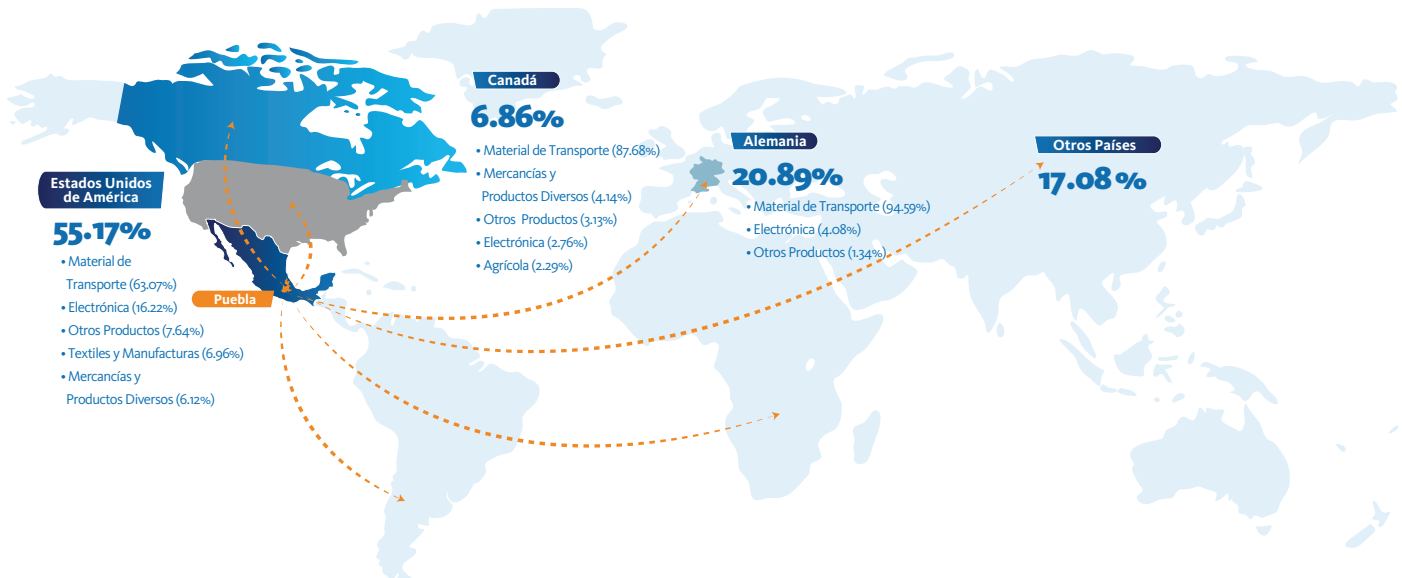 Estados Unidos
de América
55.17%
• Material de
Transporte (63.07%)
• Electrónica (16.22%)
• Otros Productos (7.64%)
• Textiles y Manufacturas (6.96%)
• Mercancías y
Productos Diversos (6.12%)
Puebla
Canadá
6.86%
• Material de Transporte (87.68%)
• Mercancías y
Productos Diversos (4.14%)
• Otros Productos (3.13%)
• Electrónica (2.76%)
• Agrícola (2.29%)
Alemania
20.89%
• Material de Transporte (94.59%)
• Electrónica (4.08%)
• Otros Productos (1.34%)
Otros Países
17.08 %